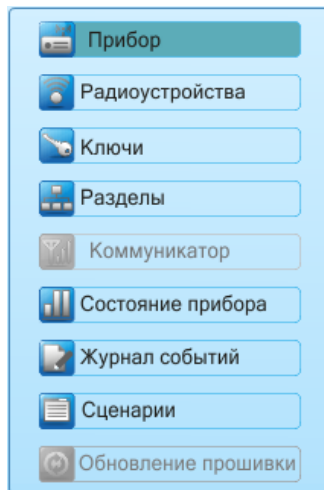 Прибор
Радиоустройства
Ключи
Разделы
Коммуникатор
Состояние прибора
Журнал событий
Сценарии
Обновление прошивки